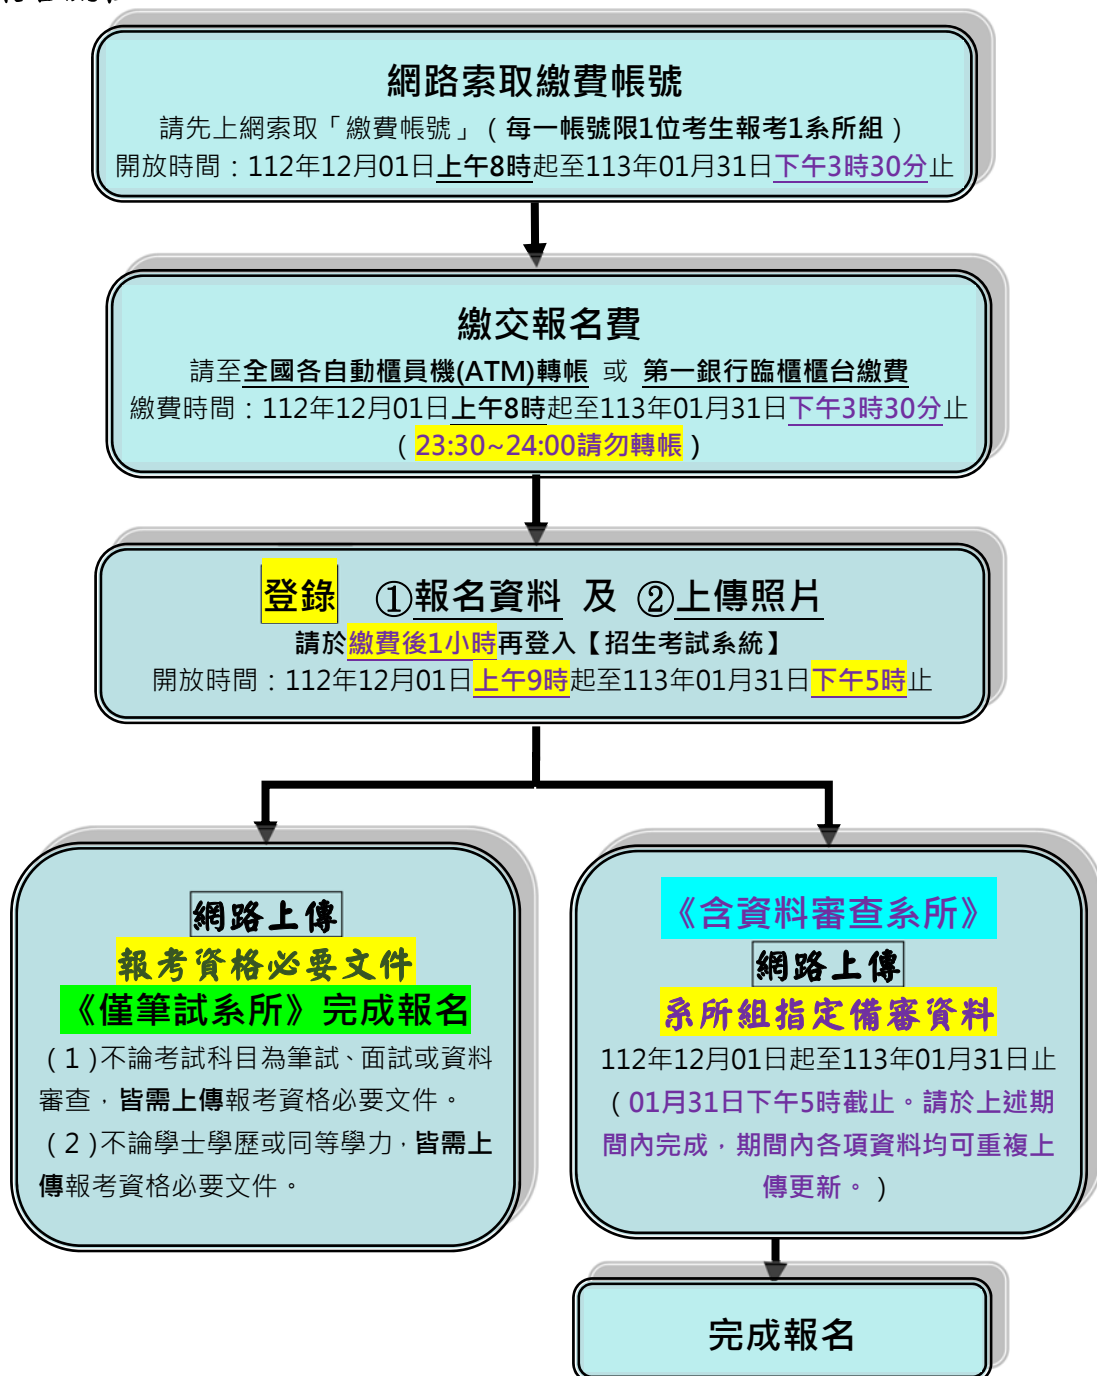 網路索取繳費帳號
請先上網索取「繳費帳號」（每一帳號限1位考生報考1系所組）
開放時間：112年12月01日上午8時起至113年01月31日下午3時30分止
繳交報名費
請至全國各自動櫃員機(ATM)轉帳 或 第一銀行臨櫃櫃台繳費
繳費時間：112年12月01日上午8時起至113年01月31日下午3時30分止
（23:30~24:00請勿轉帳）
登錄 ①報名資料 及 ②上傳照片
請於繳費後1小時再登入【招生考試系統】
開放時間：112年12月01日上午9時起至113年01月31日下午5時止
網路上傳
報考資格必要文件
《僅筆試系所》完成報名
（1）不論考試科目為筆試、面試或資料
審查，皆需上傳報考資格必要文件。
（2）不論學士學歷或同等學力，皆需上
傳報考資格必要文件。
《含資料審查系所》
網路上傳
系所組指定備審資料
112年12月01日起至113年01月31日止
（01月31日下午5時截止。請於上述期
間內完成，期間內各項資料均可重複上
傳更新。）
完成報名